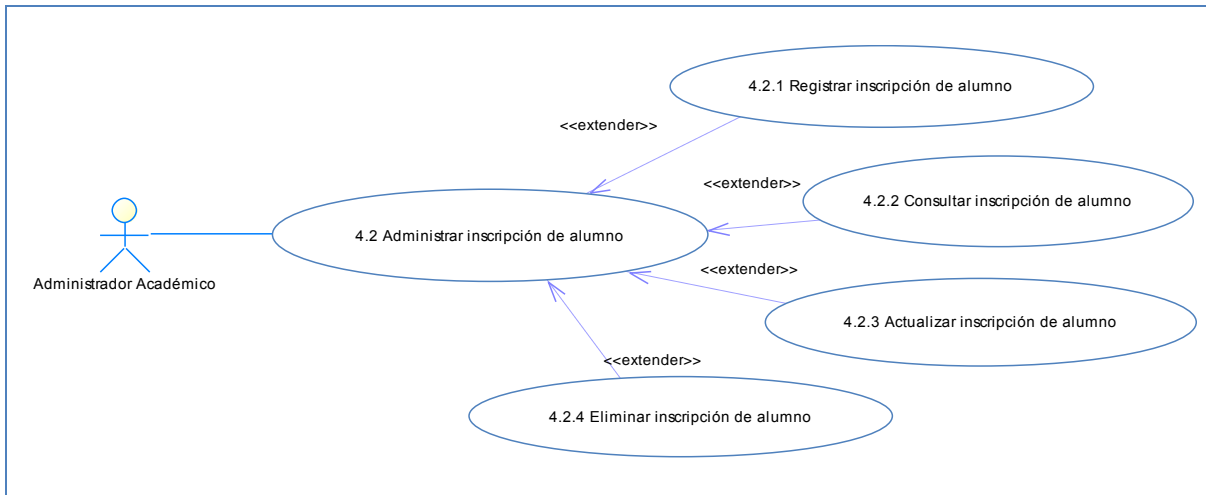 4.2.1 Registrar inscripción de alumno
<<extender>>
<<extender>>
4.2.2 Consultar inscripción de alumno
4.2 Administrar inscripción de alumno
<<extender>>
Administrador Académico
4.2.3 Actualizar inscripción de alumno
<<extender>>
4.2.4 Eliminar inscripción de alumno